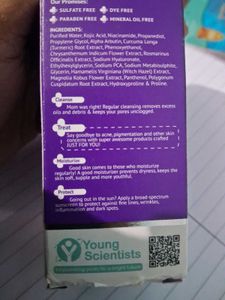 Our Promises:
+ SULFATE FREE + DYE FREE
+ PARABEN FREE + MINERAL OIL FREE
INGREDIENTS:
Purified Water, Kojic Acid, Niacinamide, Propanediol,
Propylene Glycol, Alpha Arbutin, Curcuma Longa
(Turmeric) Root Extract, Phenoxyethanol,
Chrysanthemum Indicum Flower Extract, Rosmarinus
Officinalis Extract, Sodium Hyaluronate,
Ethylhexylglycerin, Sodium PCA, Sodium Metabisulphite,
Glycerin, Hamamelis Virginiana (Witch Hazel) Extract,
Magnolia Kobus Flower Extract, Panthenol, Polygonum
Cuspidatum Root Extract, Hydroxyproline & Proline.
Cleanse
Mom was right! Regular cleansing removes excess
oils and debris & keeps your pores unclogged.
Treat
Say goodbye to acne, pigmentation and other skin
concerns with super awesome products crafted
JUST FOR YOU!
Moisturize
Good skin comes to those who moisturize
regularly! A good moisturizer prevents dryness, keeps the
skin soft, supple and more youthful.
Protect
Going out in the sun? Apply a broad-spectrum
sunscreen to protect against fine lines, wrinkles,
inflammation and dark spots.
Young
Scientists